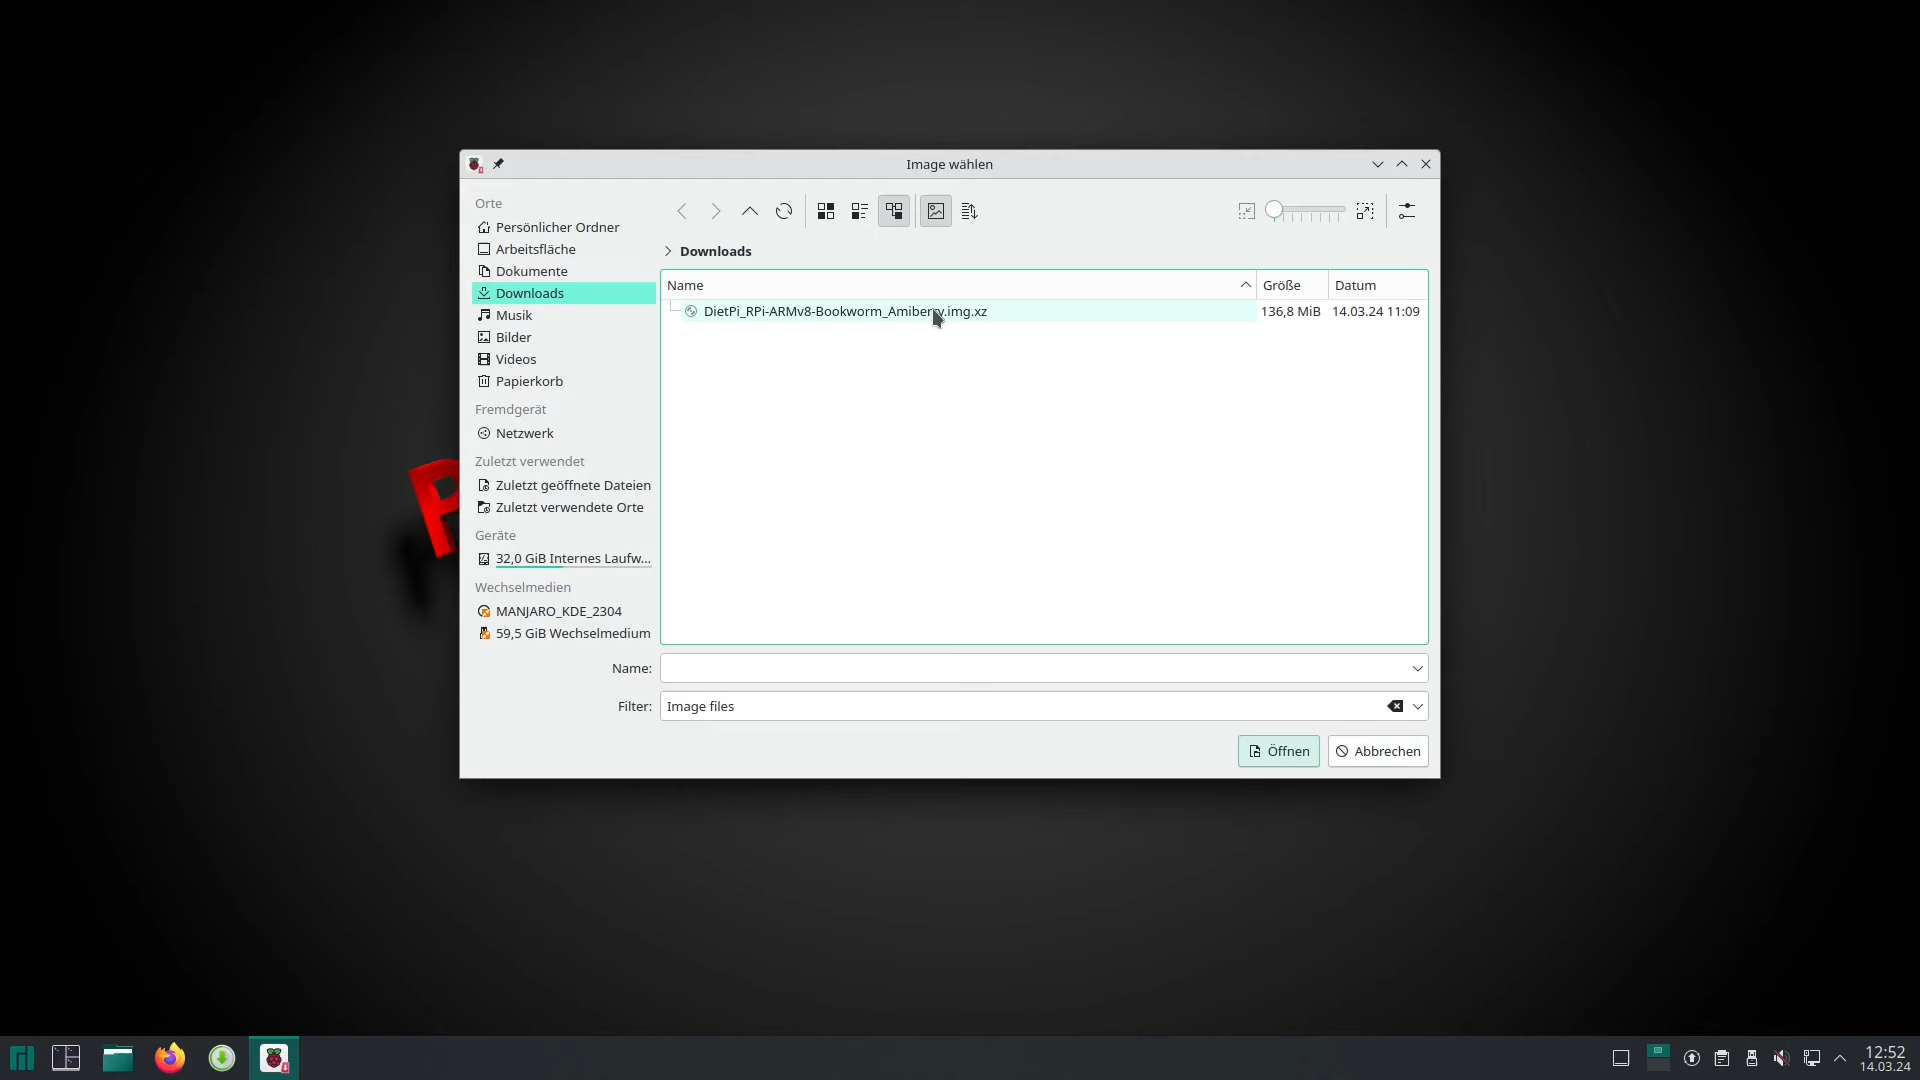 Image wählen
Orte
Persönlicher Ordner
Arbeitsfläche
Dokumente
Downloads
Musik
Bilder
Videos
Papierkorb
Fremdgerät
Netzwerk
Zuletzt verwendet
Zuletzt geöffnete Dateien
Zuletzt verwendete Orte
Geräte
32,0 GiB Internes Laufw...
Wechselmedien
MANJARO_KDE_2304
59,5 GiB Wechselmedium
Downloads
Name Größe Datum
DietPi_RPi-ARMv8-Bookworm_Amiberry.img.xz 136,8 MiB 14.03.24 11:09
Name:
Filter: Image files
Öffnen Abbrechen
12:52
14.03.24